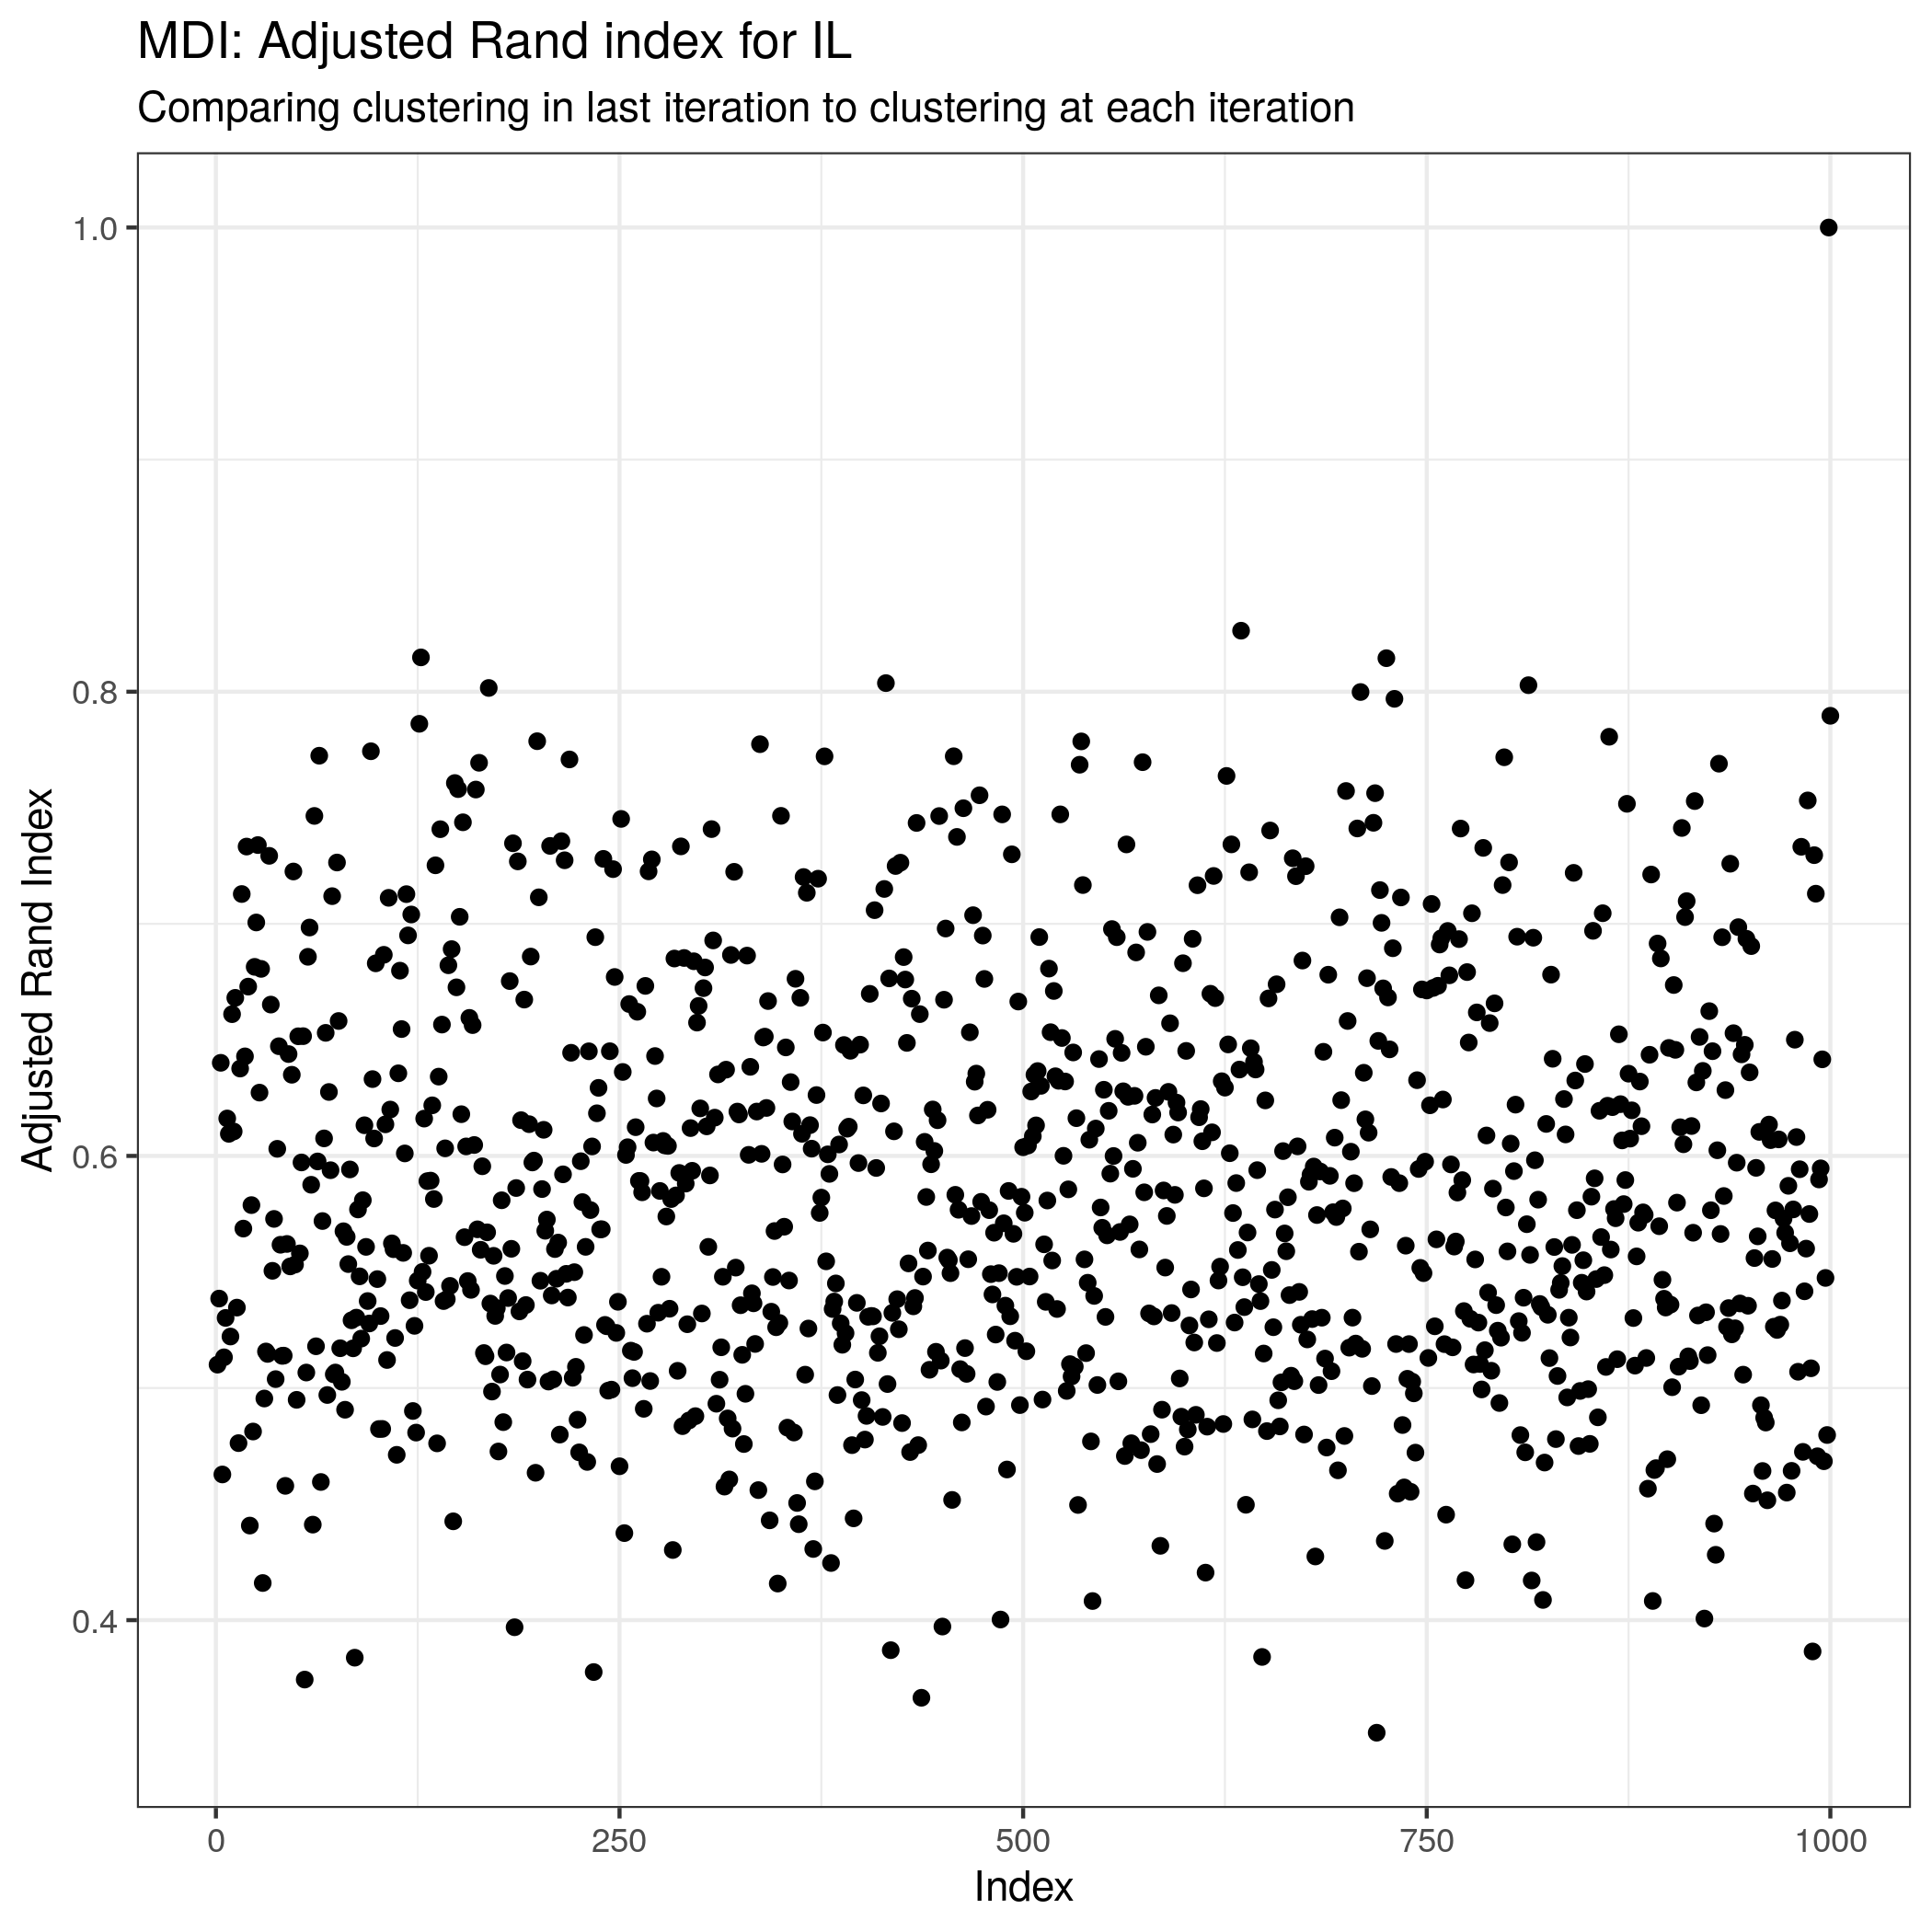 MDI: Adjusted Rand index for IL
Comparing clustering in last iteration to clustering at each iteration
Adjusted Rand Index
1.0
0.8
0.6
0.4
0 250 500 750 1000
Index